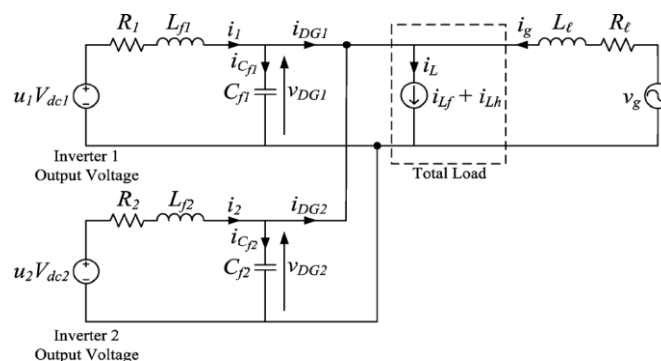 R1 Lf1 i1 iDG1 ig Lℓ Rℓ
iCf1 iL
u1Vdc1 Cf1 vDG1 iLf + iLh vg
Inverter 1
Output Voltage
Total Load
R2 Lf2 i2 iDG2
iCf2
u2Vdc2 Cf2 vDG2
Inverter 2
Output Voltage